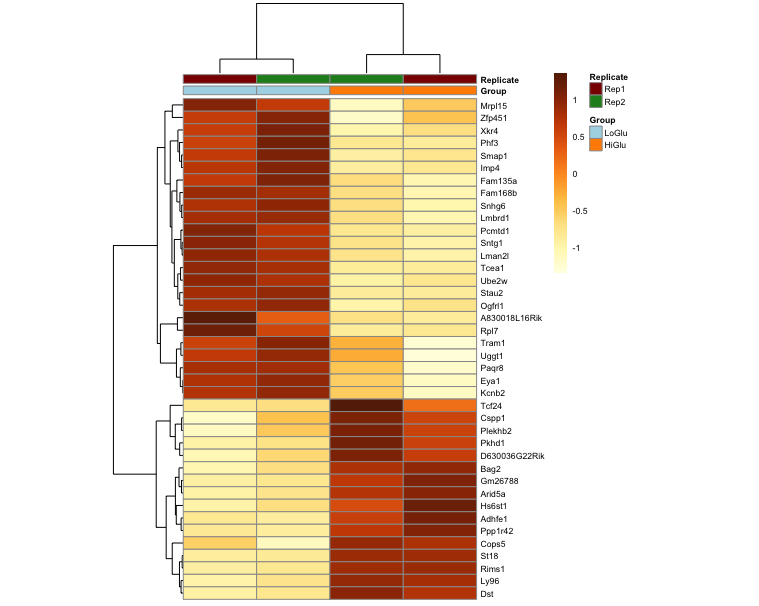 Replicate
Group
Mrpl15
Zfp451
Xkr4
Phf3
Smap1
Imp4
Fam135a
Fam168b
Snhg6
Lmbrd1
Pcmtd1
Sntg1
Lman2l
Tcea1
Ube2w
Stau2
Ogfrl1
A830018L16Rik
Rpl7
Tram1
Uggt1
Paqr8
Eya1
Kcnb2
Tcf24
Cspp1
Plekhb2
Pkhd1
D630036G22Rik
Bag2
Gm26788
Arid5a
Hs6st1
Adhfe1
Ppp1r42
Cops5
St18
Rims1
Ly96
Dst
1
0.5
0
-0.5
-1
Replicate
Rep1
Rep2
Group
LoGlu
HiGlu